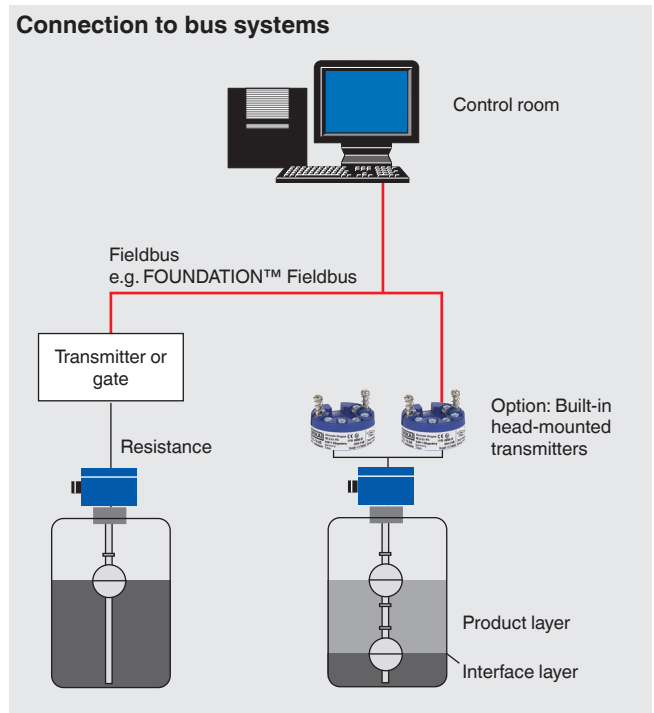 Connection to bus systems
Control room
Fieldbus
e.g. FOUNDATION™ Fieldbus
Transmitter or
gate
Resistance
Option: Built-in
head-mounted
transmitters
Product layer
Interface layer